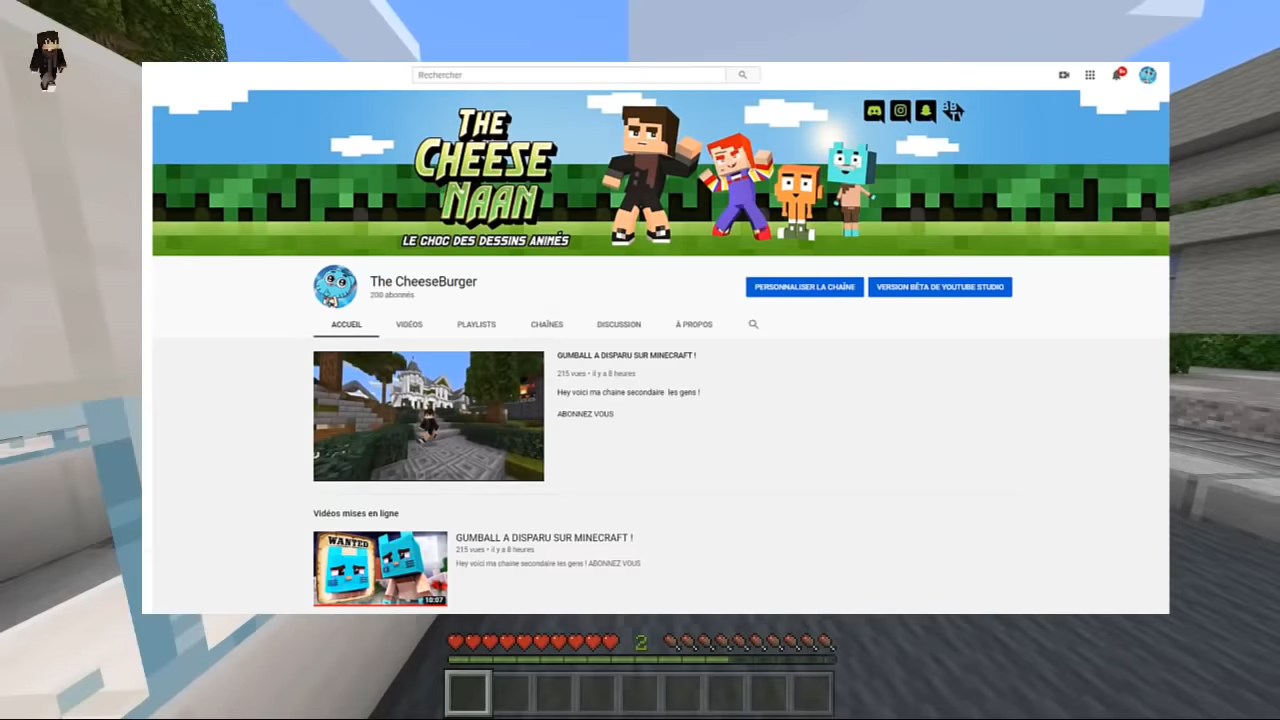 Rechercher
9+
THE
CHEESE
NAAN
LE CHOC DES DESSINS ANIMÉS
The CheeseBurger
200 abonnés
PERSONNALISER LA CHAÎNE
VERSION BÊTA DE YOUTUBE STUDIO
ACCUEIL VIDÉOS PLAYLISTS CHAÎNES DISCUSSION À PROPOS
GUMBALL A DISPARU SUR MINECRAFT !
215 vues • il y a 8 heures
Hey voici ma chaine secondaire les gens !
ABONNEZ VOUS
Vidéos mises en ligne
WANTED
10:07
GUMBALL A DISPARU SUR MINECRAFT !
215 vues • il y a 8 heures
Hey voici ma chaine secondaire les gens ! ABONNEZ VOUS
2